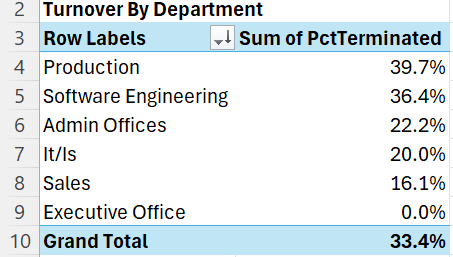 2 Turnover By Department
3 Row Labels Sum of PctTerminated
4 Production 39.7%
5 Software Engineering 36.4%
6 Admin Offices 22.2%
7 It/Is 20.0%
8 Sales 16.1%
9 Executive Office 0.0%
10 Grand Total 33.4%